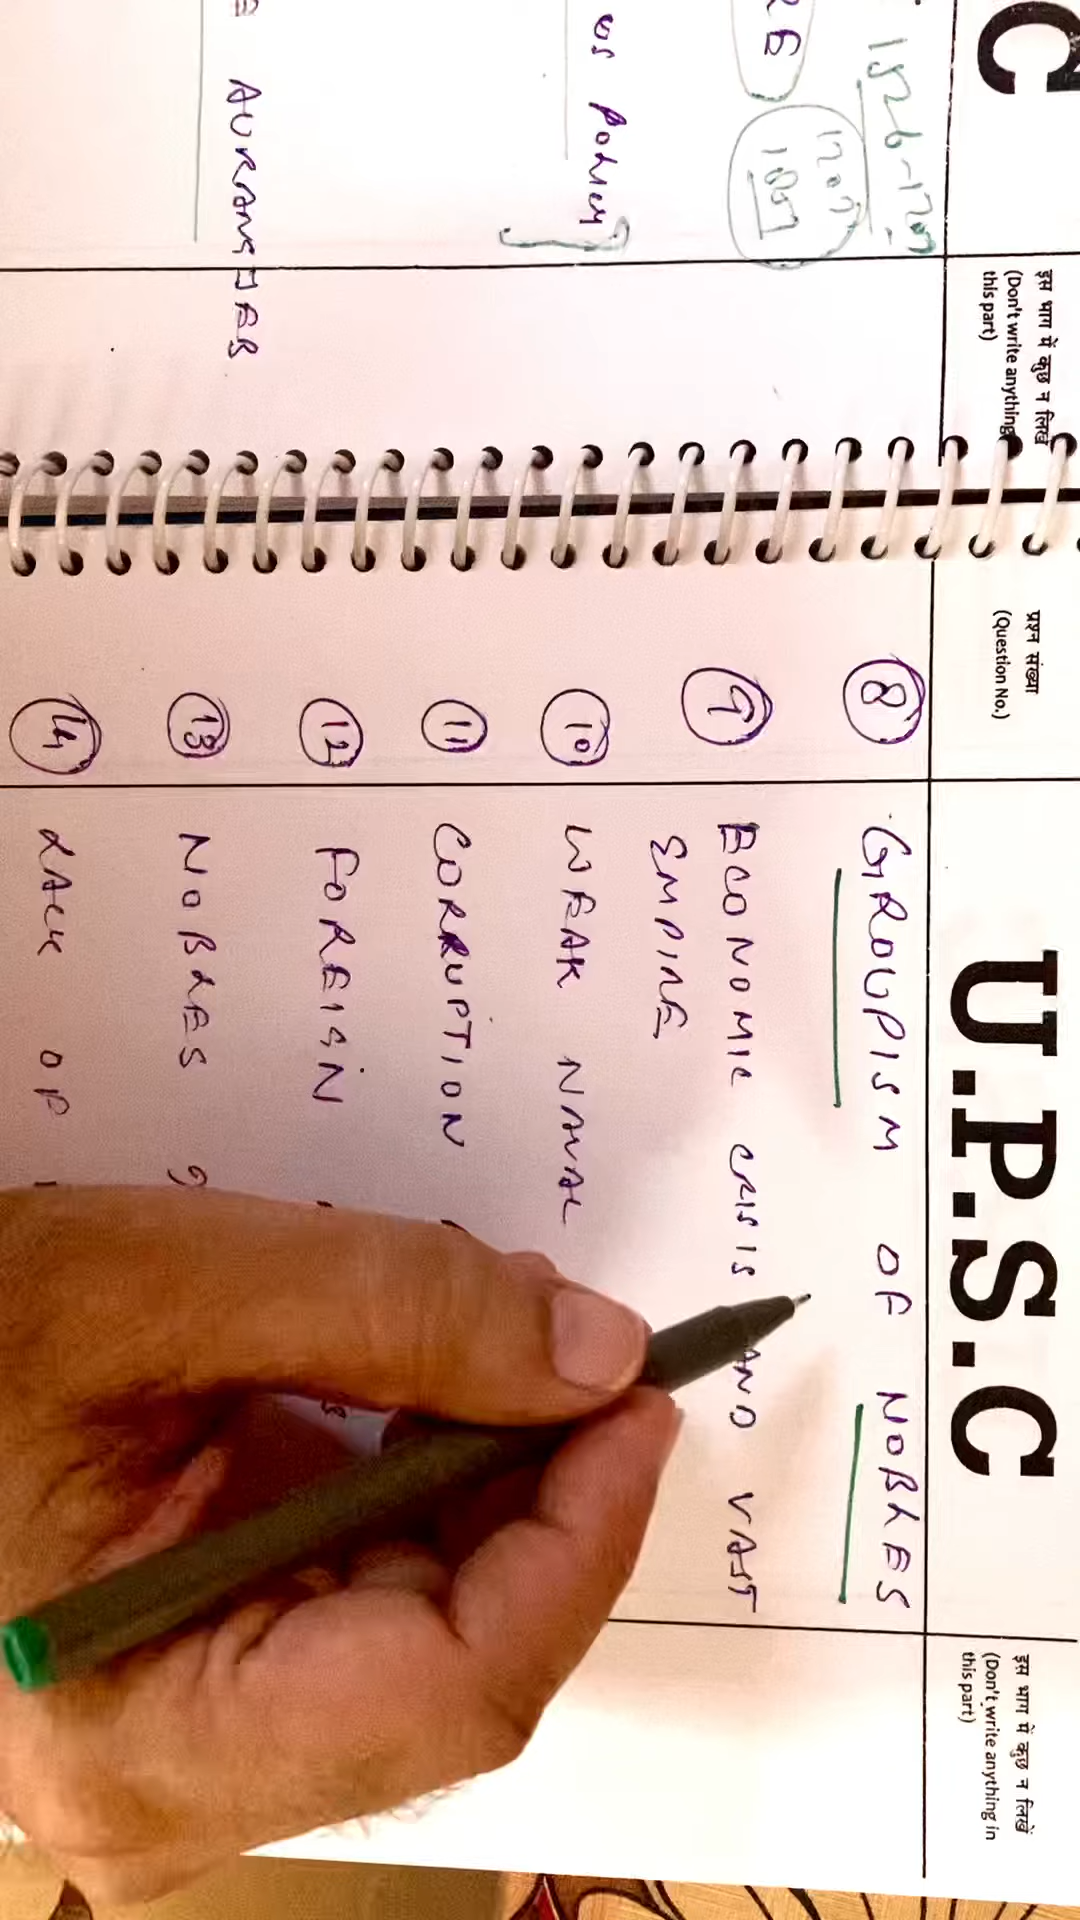 C
1526-1707
RE
1707
1857
us Policy
AURANGJEB
इस भाग में कुछ न लिखें
(Don't write anything
this part)
प्रश्न संख्या
(Question No.)
U.P.S.C
इस भाग में कुछ न लिखें
(Don't write anything in
this part)
8 GROUPISM OF NOBLES
9 ECONOMIC CRISIS AND VAST
EMPIRE
10 WEAK NAVAL
11 CORRUPTION
12 FOREIGN
13 NOBLES
14 LACK OF